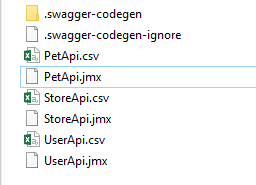 .swagger-codegen
.swagger-codegen-ignore
PetApi.csv
PetApi.jmx
StoreApi.csv
StoreApi.jmx
UserApi.csv
UserApi.jmx